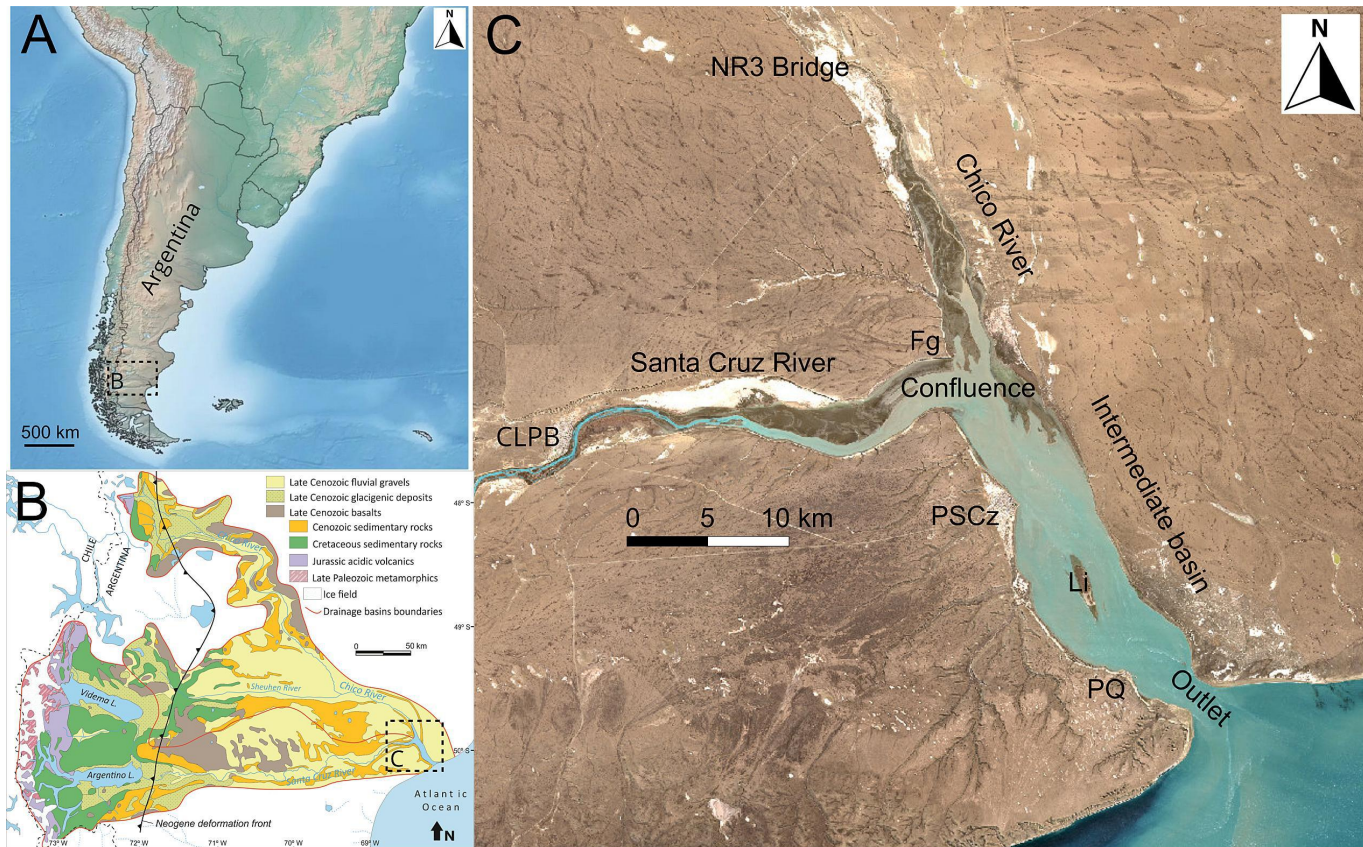 A
N
Argentina
B
500 km
B
Late Cenozoic fluvial gravels
Late Cenozoic glacigenic deposits
Late Cenozoic basalts
Cenozoic sedimentary rocks
Cretaceous sedimentary rocks
Jurassic acidic volcanics
Late Paleozoic metamorphics
Ice field
Drainage basins boundaries
0 50 km
CHILE
ARGENTINA
River
Sheuhen River
Chico River
Videma L.
Argentino L.
Santa Cruz River
C
Atlantic
Ocean
N
Neogene deformation front
73° W
72° W
71° W
70° W
69° W
48° S
49° S
50° S
C
N
NR3 Bridge
Chico River
Fg
Santa Cruz River
Confluence
CLPB
Intermediate basin
0 5 10 km
PSCz
Li
PQ
Outlet